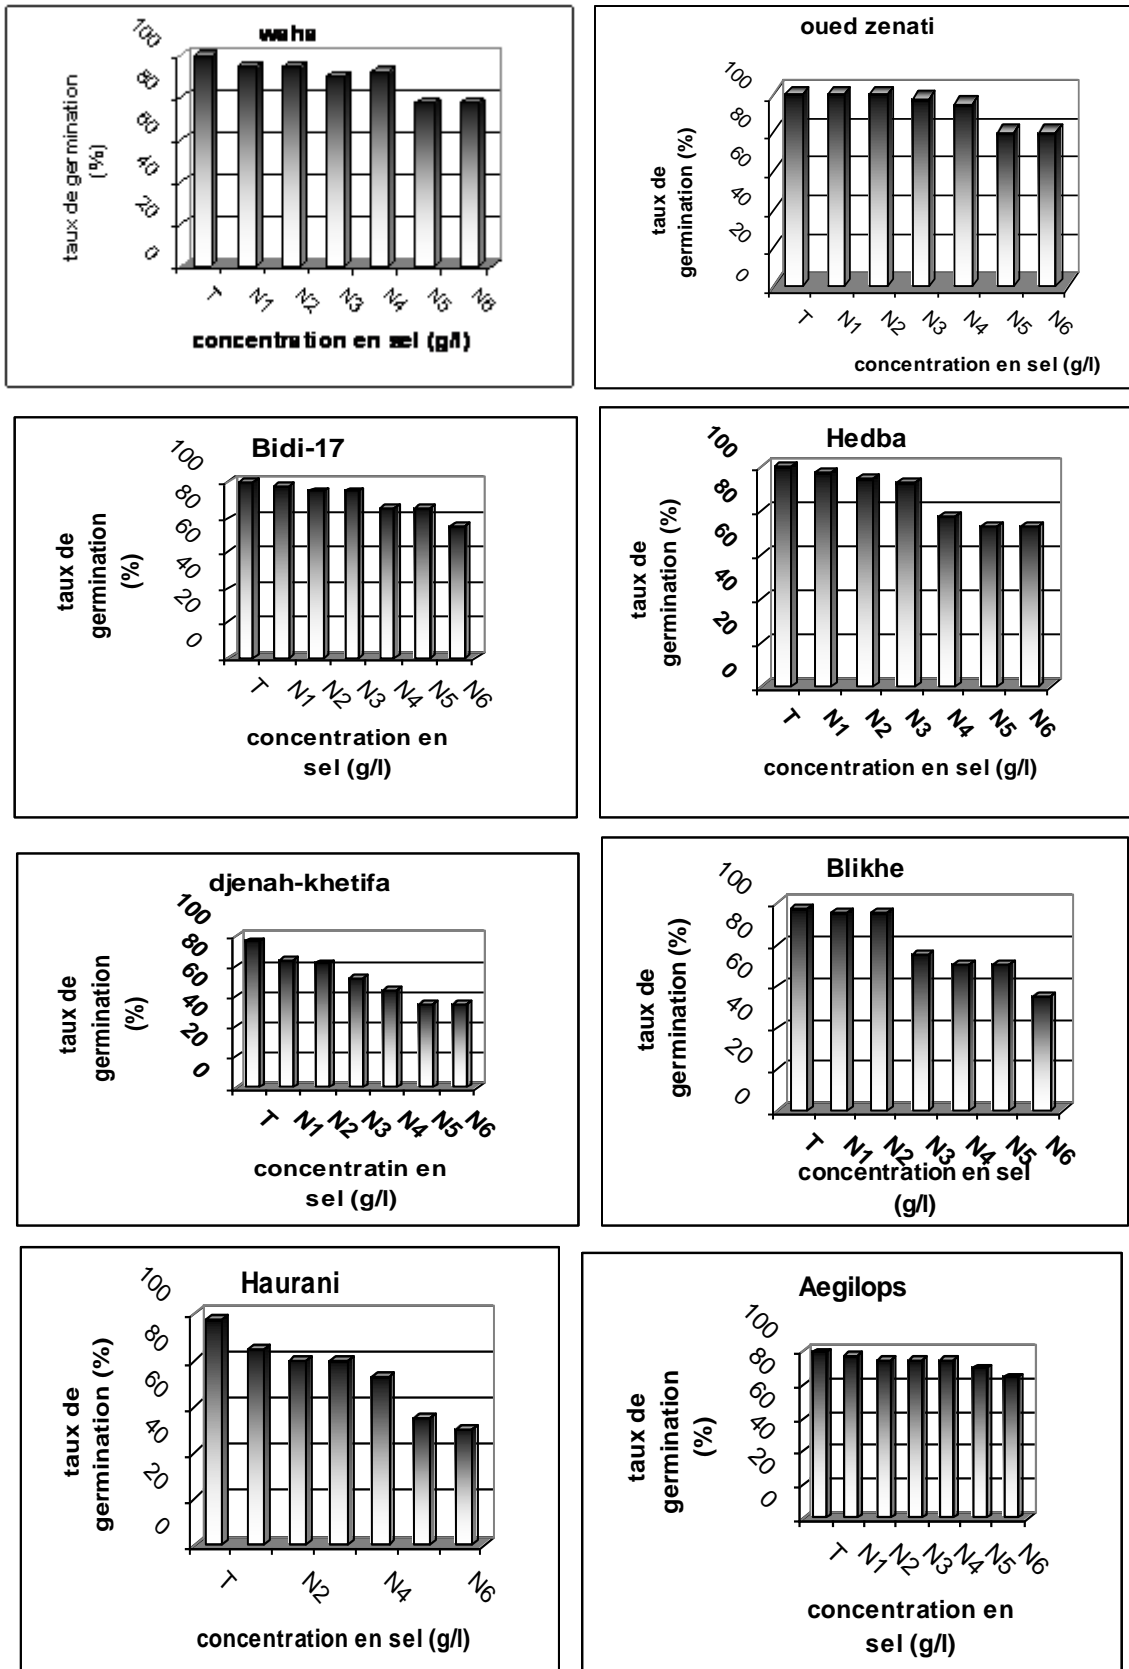 waha
100
80
60
40
20
0
taux de germination
(%)
T N1 N2 N3 N4 N5 N6
concentration en sel (g/l)
oued zenati
100
80
60
40
20
0
taux de
germination (%)
T N1 N2 N3 N4 N5 N6
concentration en sel (g/l)
Bidi-17
100
80
60
40
20
0
taux de
germination
(%)
T N1 N2 N3 N4 N5 N6
concentration en
sel (g/l)
Hedba
100
80
60
40
20
0
taux de
germination (%)
T N1 N2 N3 N4 N5 N6
concentration en sel (g/l)
djenah-khetifa
100
80
60
40
20
0
taux de
germination
(%)
T N1 N2 N3 N4 N5 N6
concentratin en
sel (g/l)
Blikhe
100
80
60
40
20
0
taux de
germination (%)
T N1 N2 N3 N4 N5 N6
concentration en sel
(g/l)
Haurani
100
80
60
40
20
0
taux de
germination (%)
T N2 N4 N6
concentration en sel (g/l)
Aegilops
100
80
60
40
20
0
taux de
germination
(%)
T N1 N2 N3 N4 N5 N6
concentration en
sel (g/l)